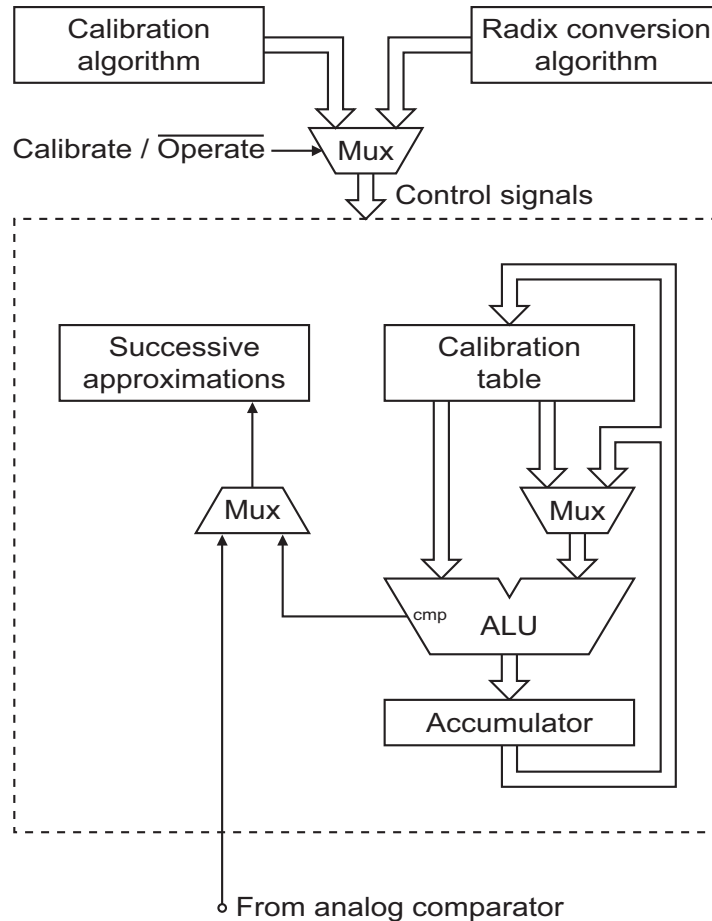 Calibration
algorithm
Radix conversion
algorithm
Calibrate / Operate
Mux
Control signals
Successive
approximations
Calibration
table
Mux
Mux
cmp
ALU
Accumulator
From analog comparator